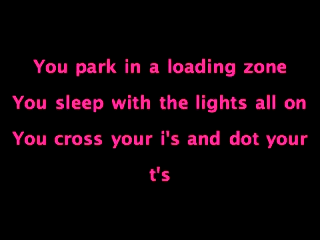 You park in a loading zone
You sleep with the lights all on
You cross your i's and dot your
t's